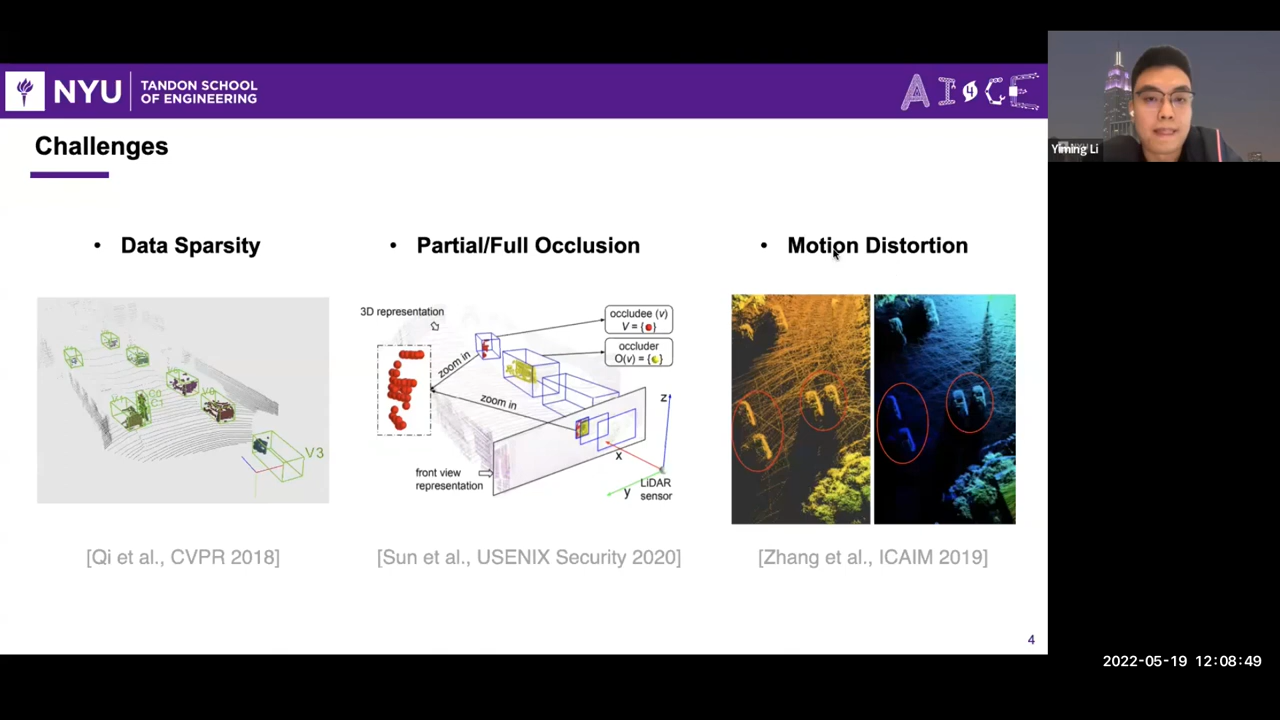 NYU
TANDON SCHOOL
OF ENGINEERING
AI4CE
Yiming Li
Challenges
• Data Sparsity
• Partial/Full Occlusion
• Motion Distortion
V3
3D representation
zoom in
zoom in
occludee (v)
V = { }
occluder
O(v) = { }
z
x
y
LiDAR
sensor
front view
representation
[Qi et al., CVPR 2018]
[Sun et al., USENIX Security 2020]
[Zhang et al., ICAIM 2019]
4
2022-05-19 12:08:49